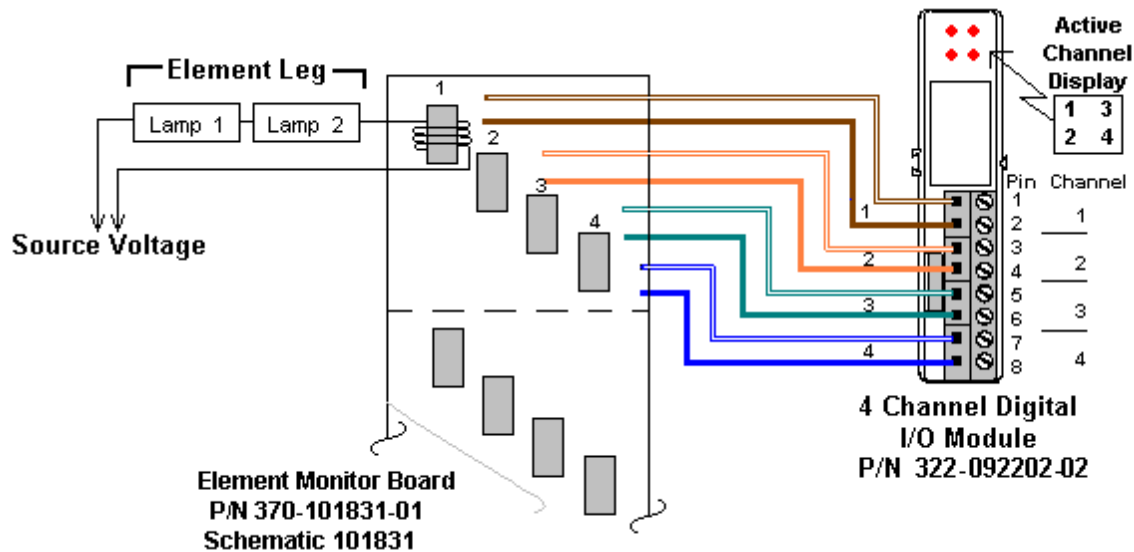 Element Leg
Lamp 1
Lamp 2
Source Voltage
1
2
3
4
Element Monitor Board
P/N 370-101831-01
Schematic 101831
1
2
3
4
Active
Channel
Display
1 3
2 4
Pin Channel
1
2
1
3
4
2
5
6
3
7
8
4
4 Channel Digital
I/O Module
P/N 322-092202-02